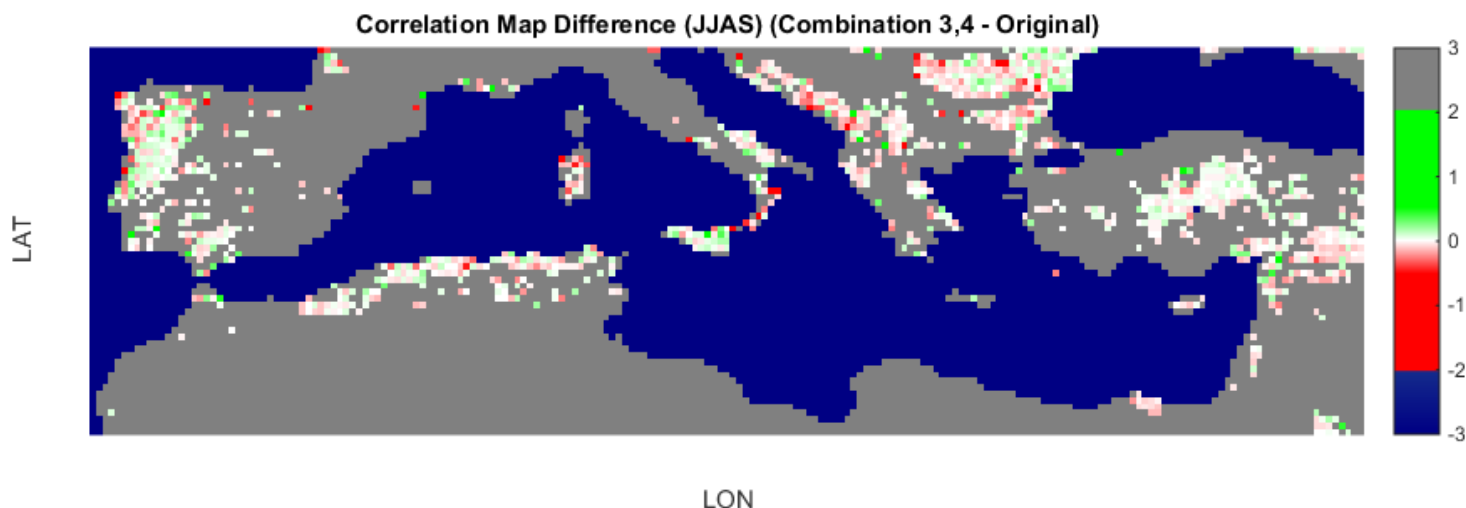 Correlation Map Difference (JJAS) (Combination 3,4 - Original)
LAT
LON
3
2
1
0
-1
-2
-3